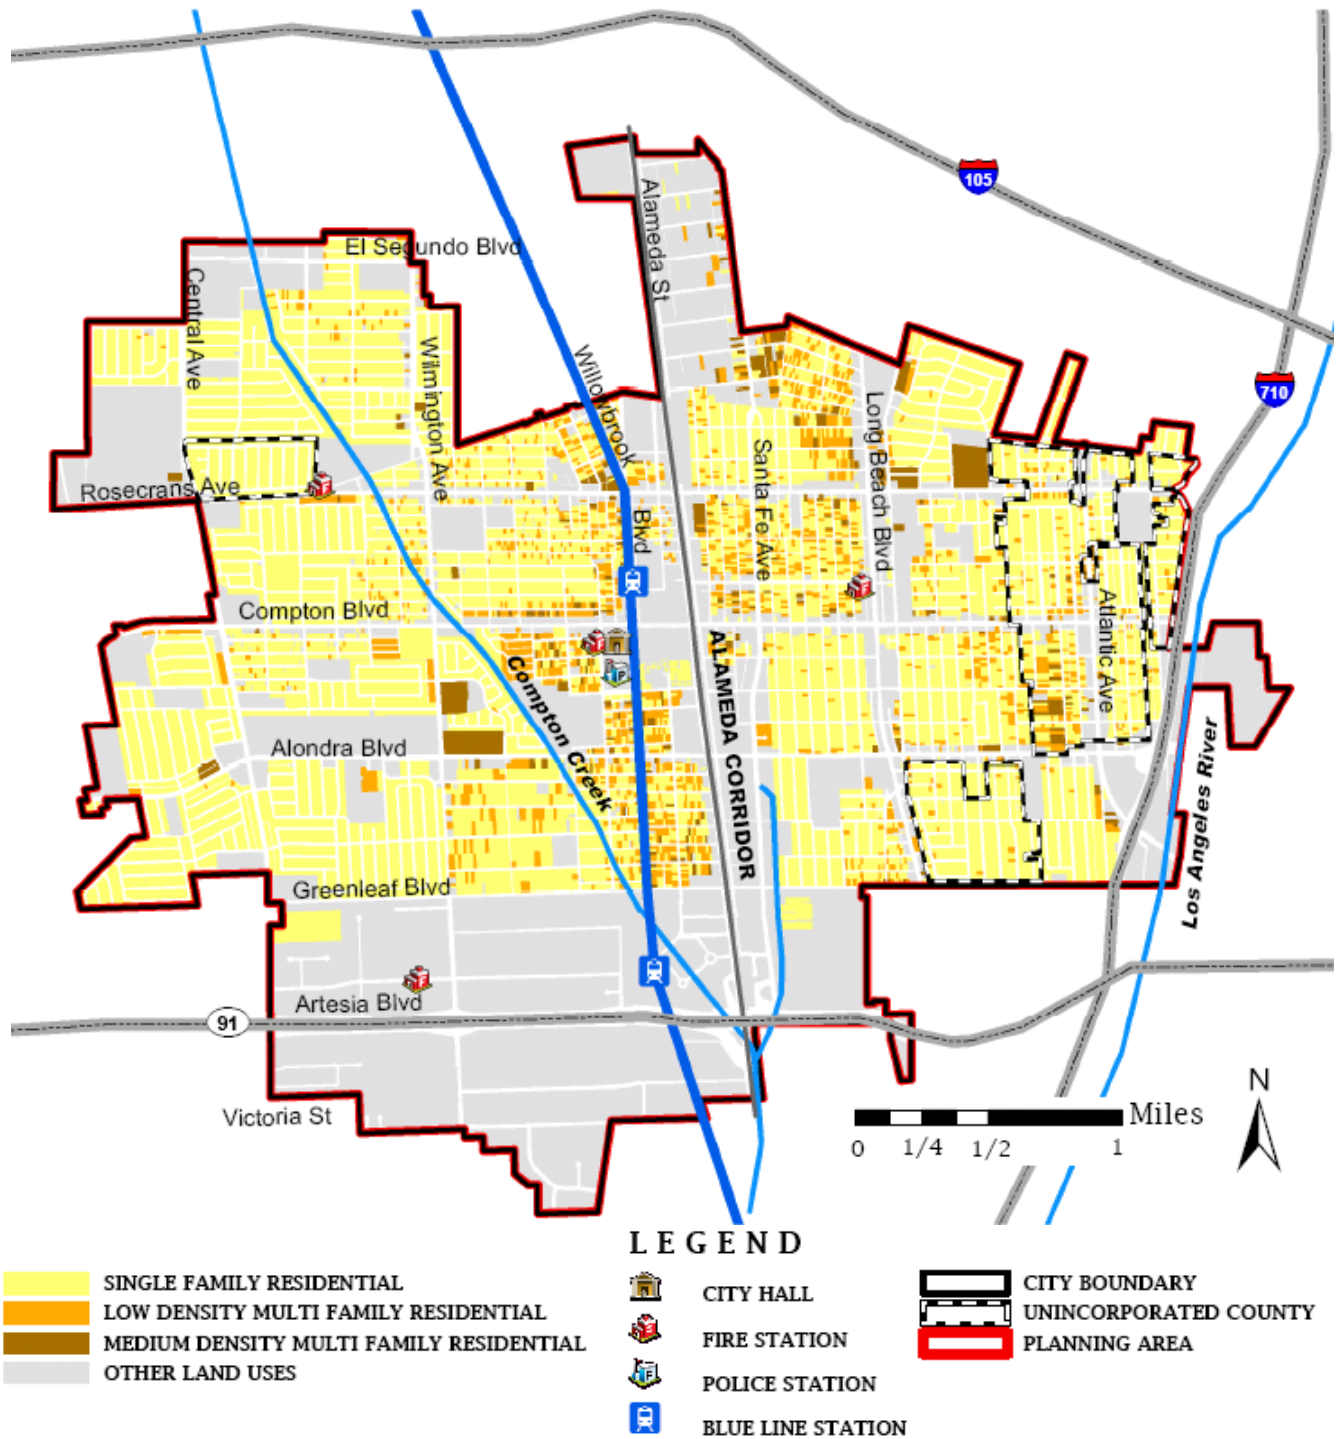 105
Alameda St
El Segundo Blvd
Central Ave
Wilmington Ave
Willowbrook
Blvd
710
Long Beach Blvd
Santa Fe Ave
Rosecrans Ave
Compton Blvd
Atlantic Ave
ALAMEDA CORRIDOR
Compton Creek
Alondra Blvd
Los Angeles River
Greenleaf Blvd
Artesia Blvd
91
Victoria St
N
Miles
0 1/4 1/2 1
LEGEND
SINGLE FAMILY RESIDENTIAL
LOW DENSITY MULTI FAMILY RESIDENTIAL
MEDIUM DENSITY MULTI FAMILY RESIDENTIAL
OTHER LAND USES
CITY HALL
FIRE STATION
POLICE STATION
BLUE LINE STATION
CITY BOUNDARY
UNINCORPORATED COUNTY
PLANNING AREA